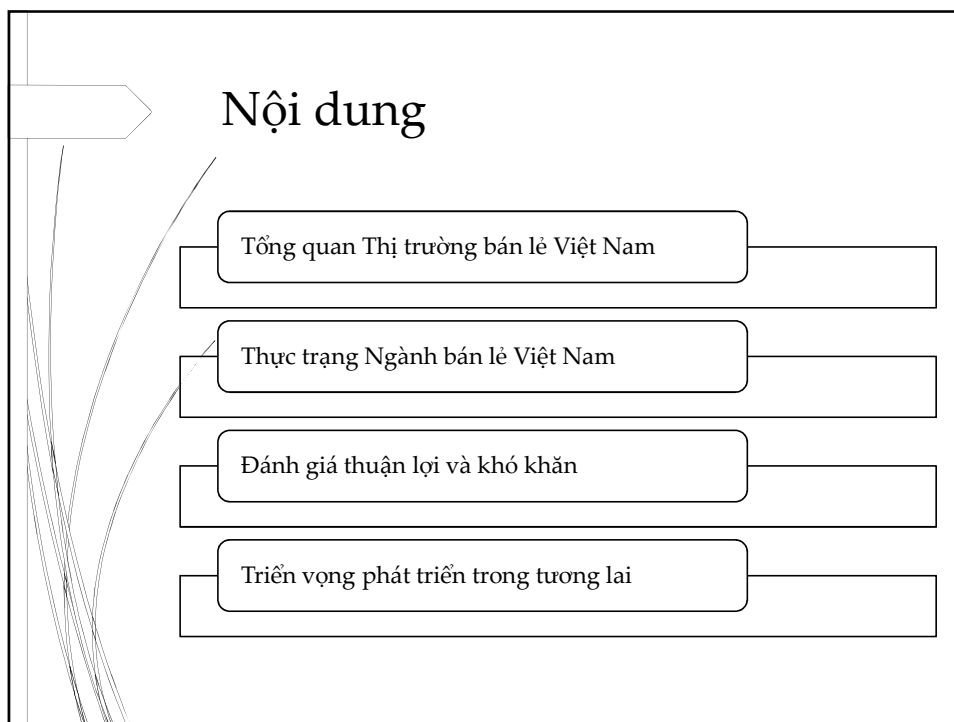 Nội dung
Tổng quan Thị trường bán lẻ Việt Nam
Thực trạng Ngành bán lẻ Việt Nam
Đánh giá thuận lợi và khó khăn
Triển vọng phát triển trong tương lai